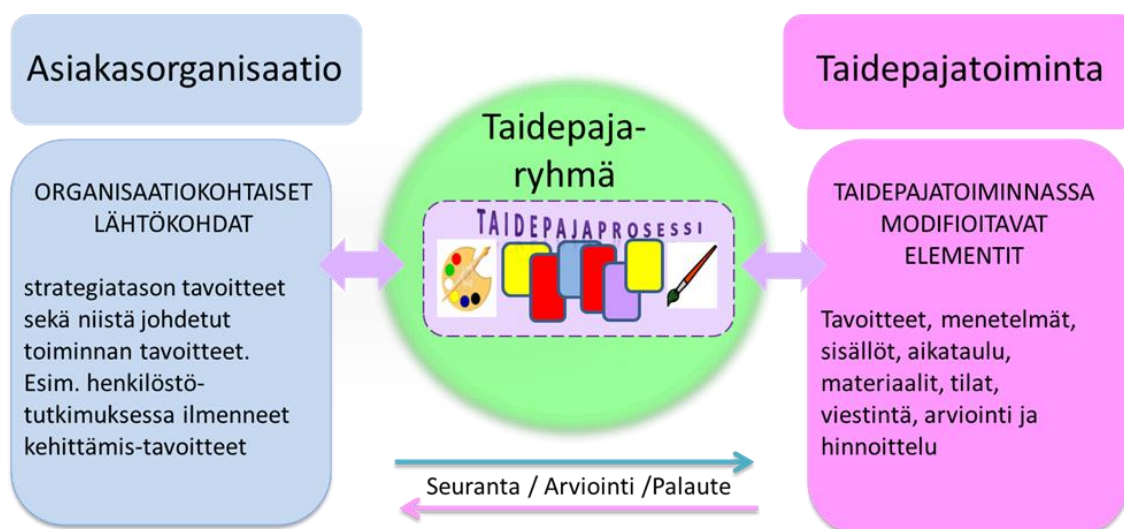 Asiakasorganisaatio
ORGANISAATIOKOHTAISET
LÄHTÖKOHDAT
strategiatason tavoitteet
sekä niistä johdetut
toiminnan tavoitteet.
Esim. henkilöstö-
tutkimuksessa ilmenneet
kehittämis-tavoitteet
Taidepaja-
ryhmä
TAIDEPAJAPROSESSI
Seuranta / Arviointi /Palaute
Taidepajatoiminta
TAIDEPAJATOIMINNASSA
MODIFIOITAVAT
ELEMENTIT
Tavoitteet, menetelmät,
sisällöt, aikataulu,
materiaalit, tilat,
viestintä, arviointi ja
hinnoittelu